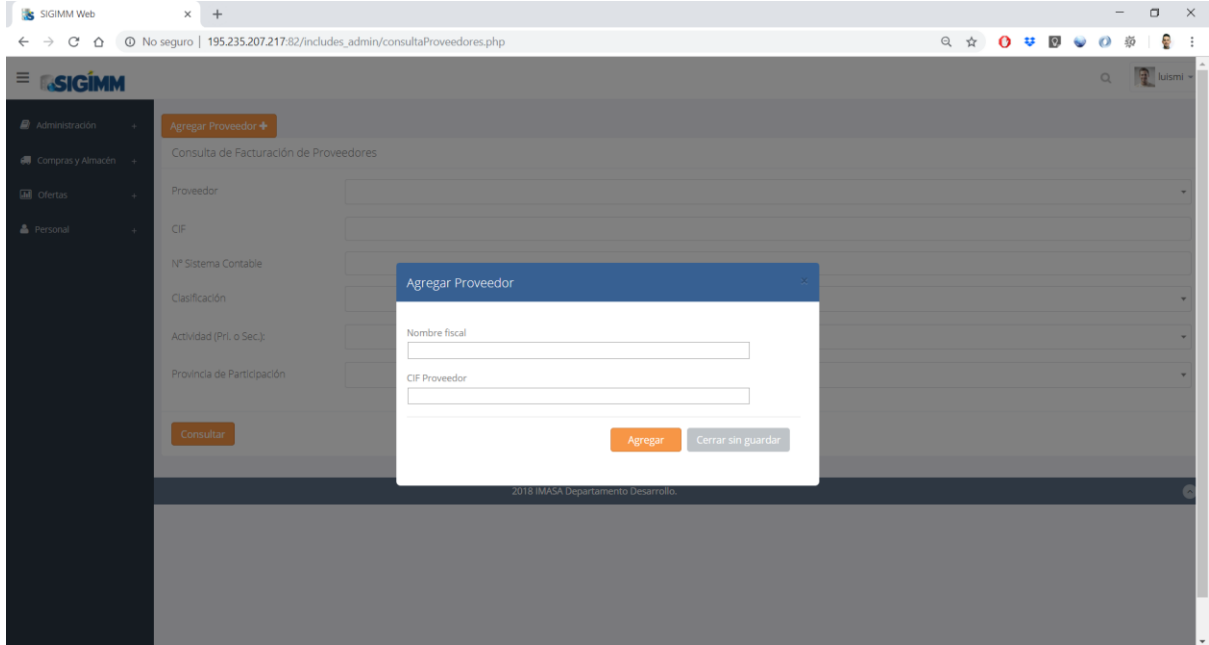 SIGIMM Web
No seguro | 195.235.207.217:82/includes_admin/consultaProveedores.php
SIGÍMM
luismi
Administración +
Compras y Almacén +
Ofertas +
Personal +
Agregar Proveedor +
Consulta de Facturación de Proveedores
Proveedor
CIF
Nº Sistema Contable
Clasificación
Actividad (Pri. o Sec.):
Provincia de Participación
Consultar
Agregar Proveedor
Nombre fiscal
CIF Proveedor
Agregar
Cerrar sin guardar
2018 IMASA Departamento Desarrollo.